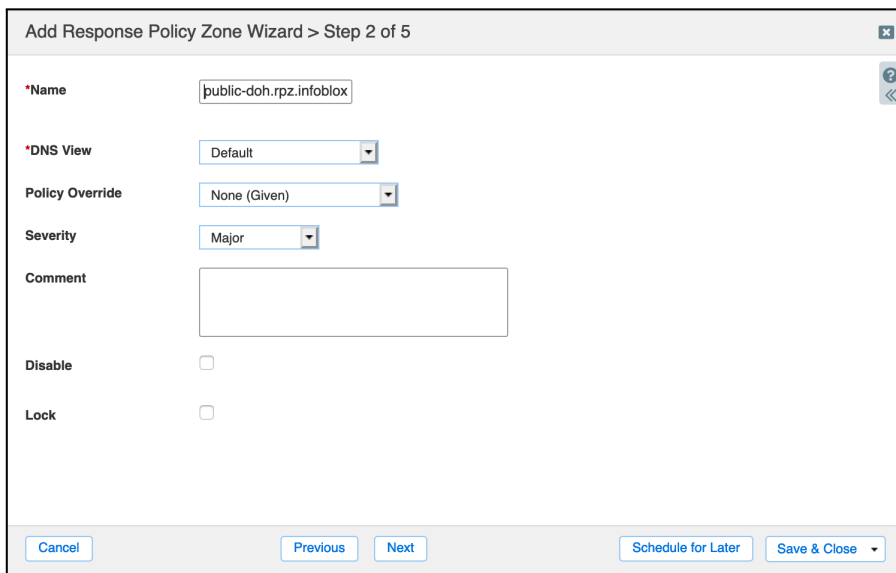 Add Response Policy Zone Wizard > Step 2 of 5
*Name public-doh.rpz.infoblox
*DNS View Default
Policy Override None (Given)
Severity Major
Comment
Disable
Lock
Cancel Previous Next Schedule for Later Save & Close